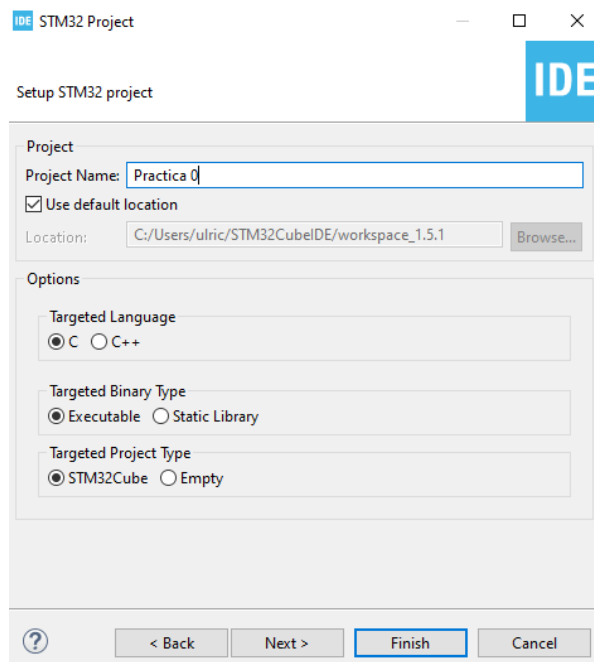 IDE STM32 Project
Setup STM32 project
IDE
Project
Project Name: Practica 0
Use default location
Location: C:/Users/ulric/STM32CubeIDE/workspace_1.5.1 Browse...
Options
Targeted Language
C C++
Targeted Binary Type
Executable Static Library
Targeted Project Type
STM32Cube Empty
? < Back Next > Finish Cancel